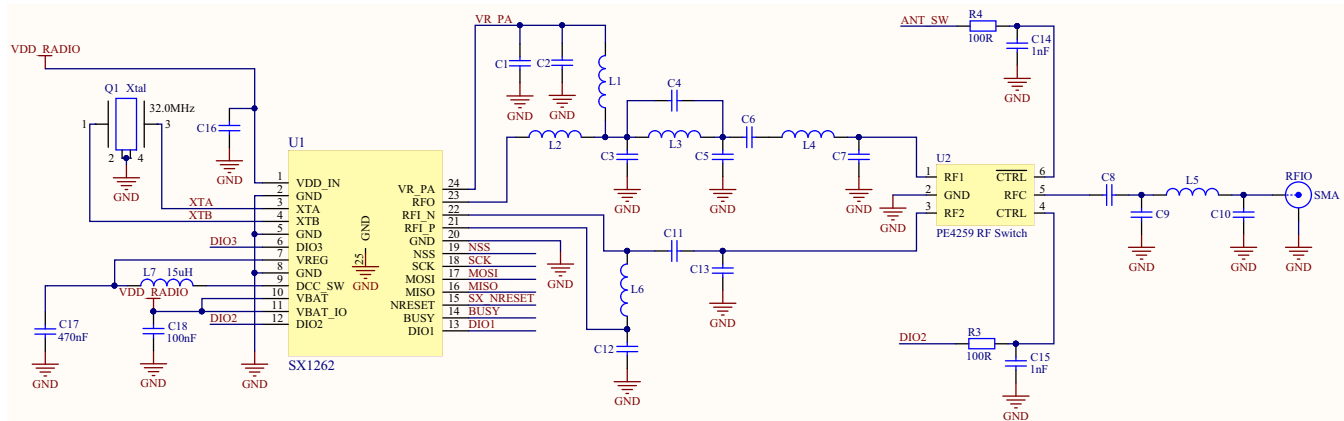 VDD_RADIO
Q1 Xtal
32.0MHz
1
3
2
4
GND
C16
GND
XTA
XTB
DIO3
L7 15uH
VDD_RADIO
C17
470nF
GND
C18
100nF
GND
DIO2
GND
U1
1 VDD_IN
2 GND
3 XTA
4 XTB
5 GND
6 DIO3
7 VREG
8 GND
9 DCC_SW
10 VBAT
11 VBAT_IO
12 DIO2
GND
25
GND
VR_PA 24
RFO 23
RFI_N 22
RFI_P 21
GND 20
NSS 19 NSS
SCK 18 SCK
MOSI 17 MOSI
MISO 16 MISO
NRESET 15 SX_NRESET
BUSY 14 BUSY
DIO1 13 DIO1
SX1262
GND
VR_PA
C1
GND
C2
GND
L1
L2
C4
L3
C3
GND
C5
GND
C6
L4
C7
GND
C11
C13
GND
L6
C12
GND
ANT_SW
R4
100R
C14
1nF
GND
U2
1 RF1
2 GND
3 RF2
CTRL 6
RFC 5
CTRL 4
PE4259 RF Switch
GND
DIO2
R3
100R
C15
1nF
GND
C8
C9
GND
L5
C10
GND
RFIO
SMA
GND